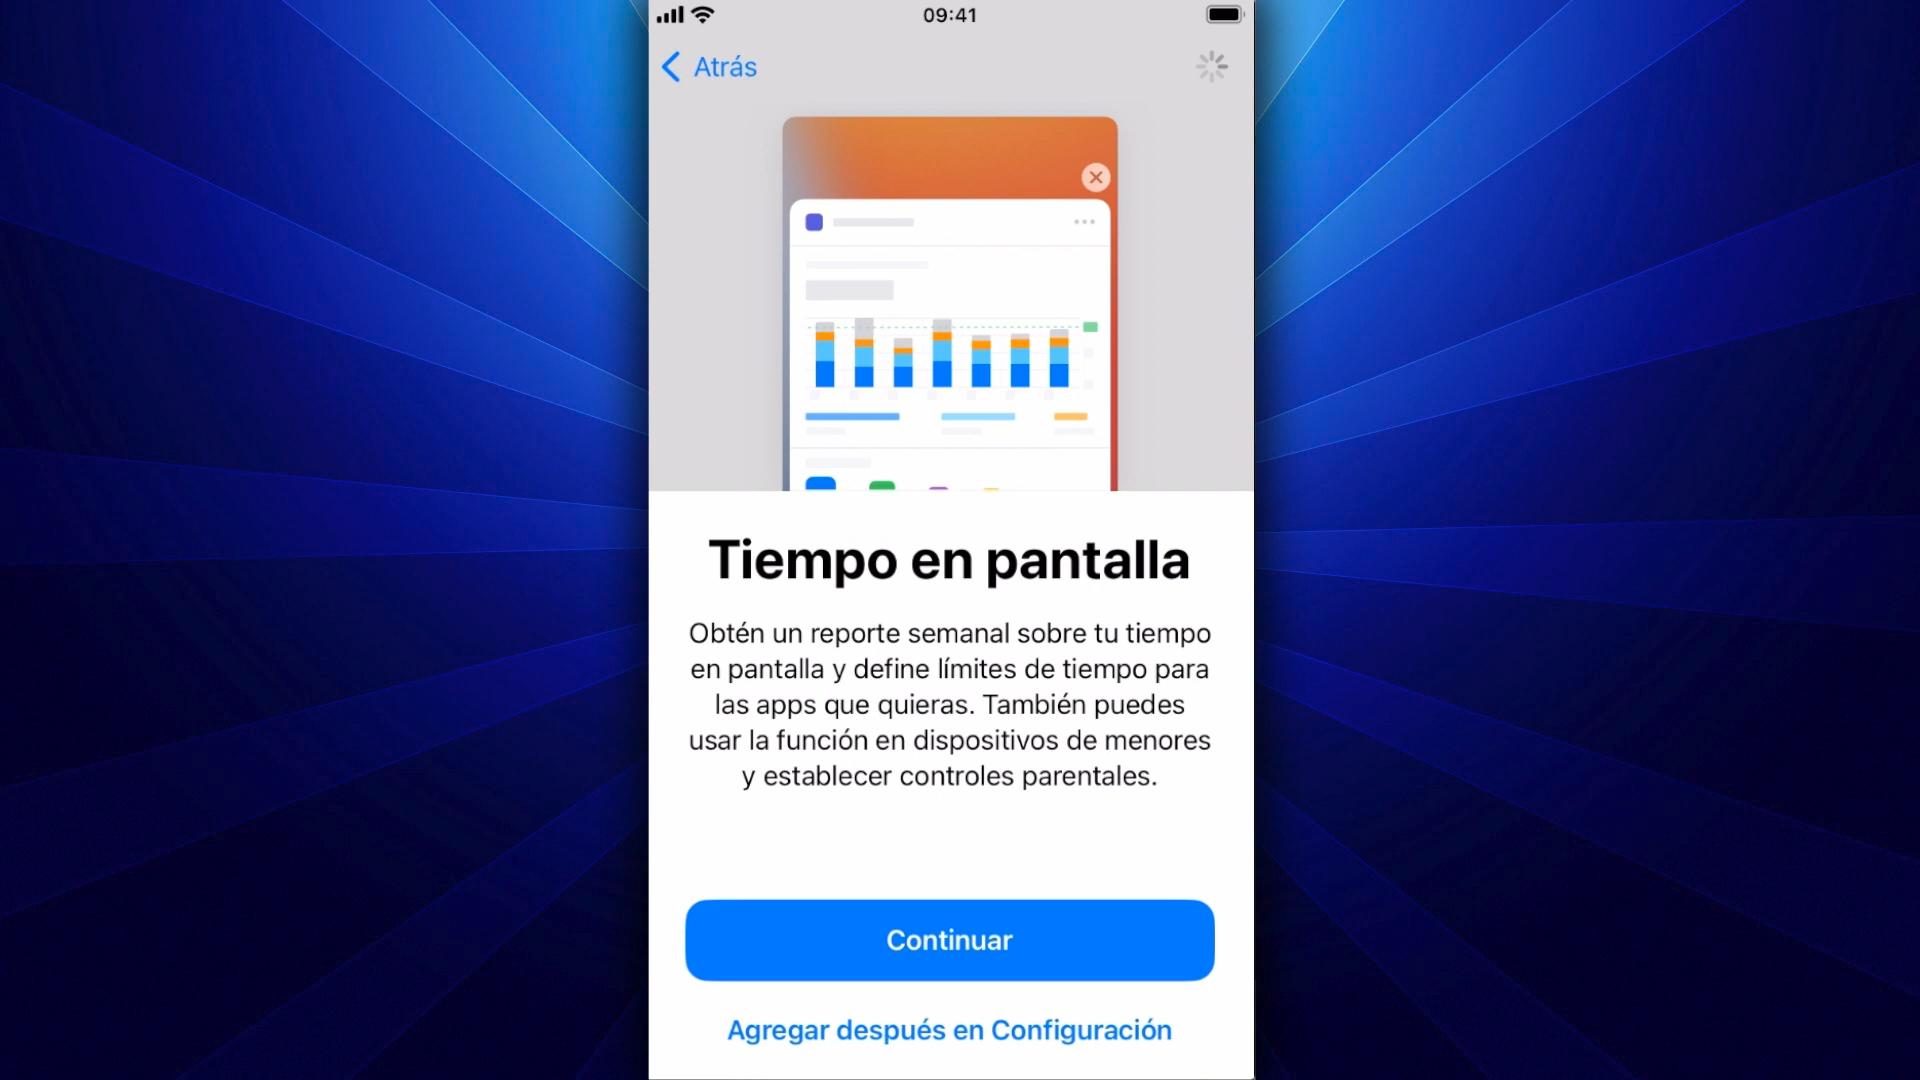 09:41
Atrás
Tiempo en pantalla
Obtén un reporte semanal sobre tu tiempo
en pantalla y define límites de tiempo para
las apps que quieras. También puedes
usar la función en dispositivos de menores
y establecer controles parentales.
Continuar
Agregar después en Configuración